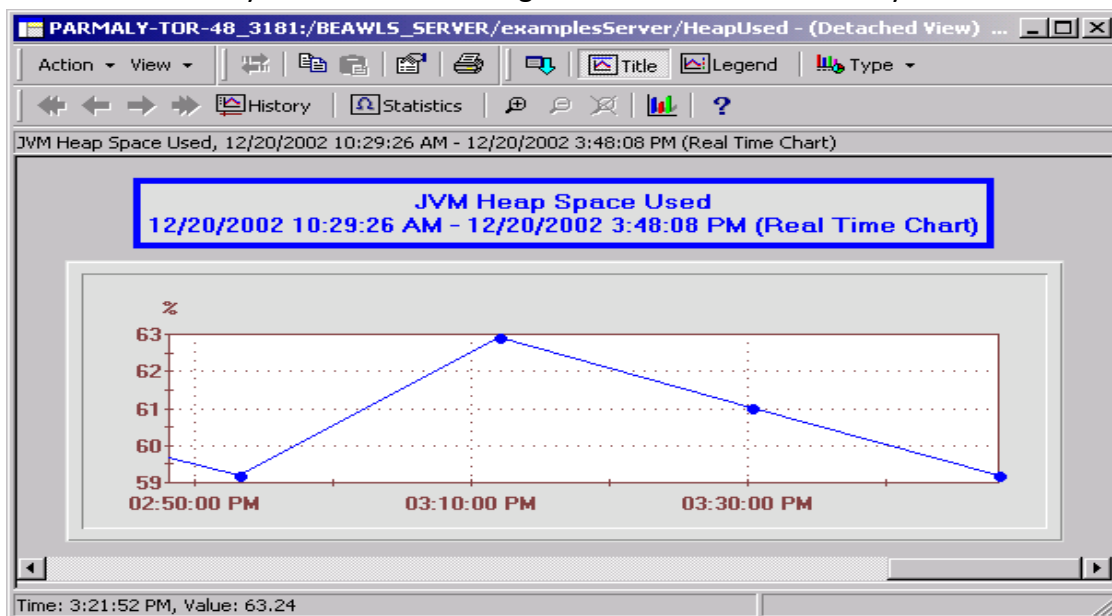 PARMALY-TOR-48_3181:/BEAWLS_SERVER/examplesServer/HeapUsed - (Detached View) ...
Action View Title Legend Type
History Statistics ?
JVM Heap Space Used, 12/20/2002 10:29:26 AM - 12/20/2002 3:48:08 PM (Real Time Chart)
JVM Heap Space Used
12/20/2002 10:29:26 AM - 12/20/2002 3:48:08 PM (Real Time Chart)
%
63
62
61
60
59
02:50:00 PM 03:10:00 PM 03:30:00 PM
Time: 3:21:52 PM, Value: 63.24